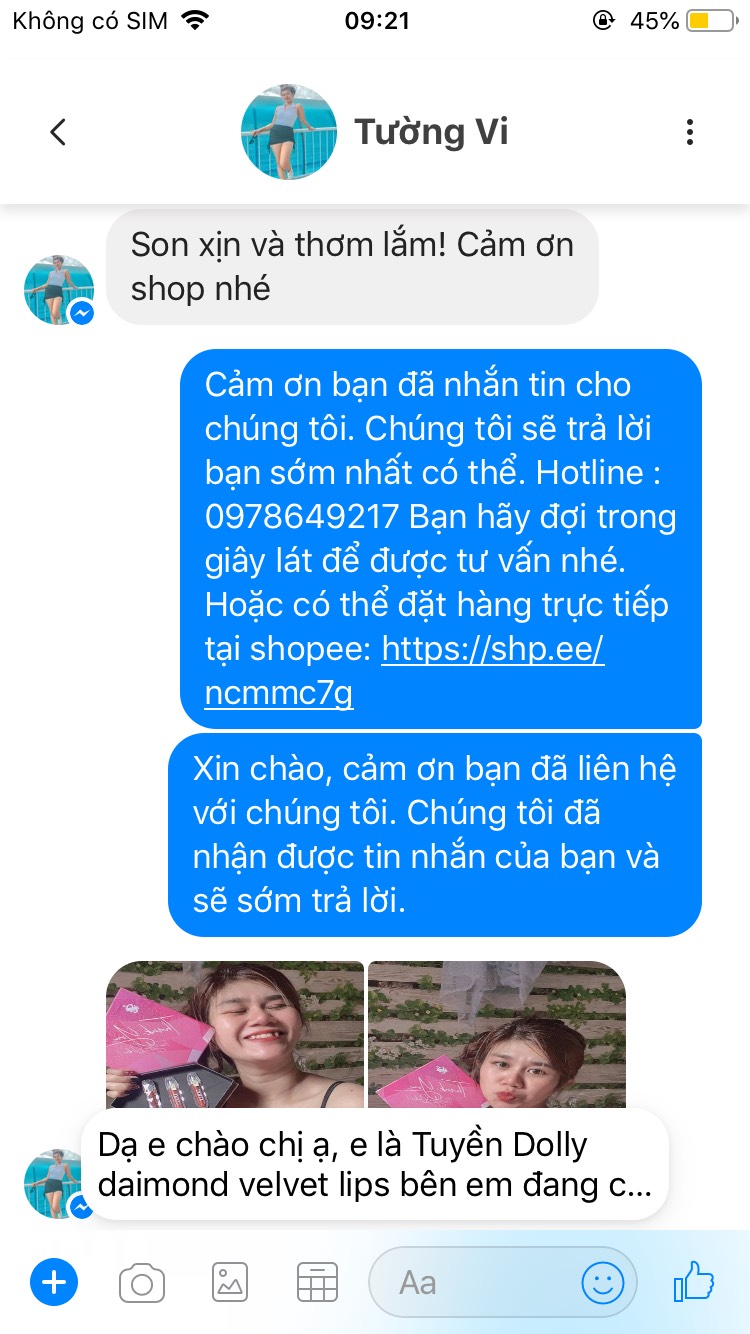 Không có SIM
09:21
45%
Tường Vi
Son xịn và thơm lắm! Cảm ơn
shop nhé
Cảm ơn bạn đã nhắn tin cho
chúng tôi. Chúng tôi sẽ trả lời
bạn sớm nhất có thể. Hotline :
0978649217 Bạn hãy đợi trong
giây lát để được tư vấn nhé.
Hoặc có thể đặt hàng trực tiếp
tại shopee: https://shp.ee/
ncmmc7g
Xin chào, cảm ơn bạn đã liên hệ
với chúng tôi. Chúng tôi đã
nhận được tin nhắn của bạn và
sẽ sớm trả lời.
Thank You
Thank You
Dạ e chào chị ạ, e là Tuyền Dolly
daimond velvet lips bên em đang c...
Aa